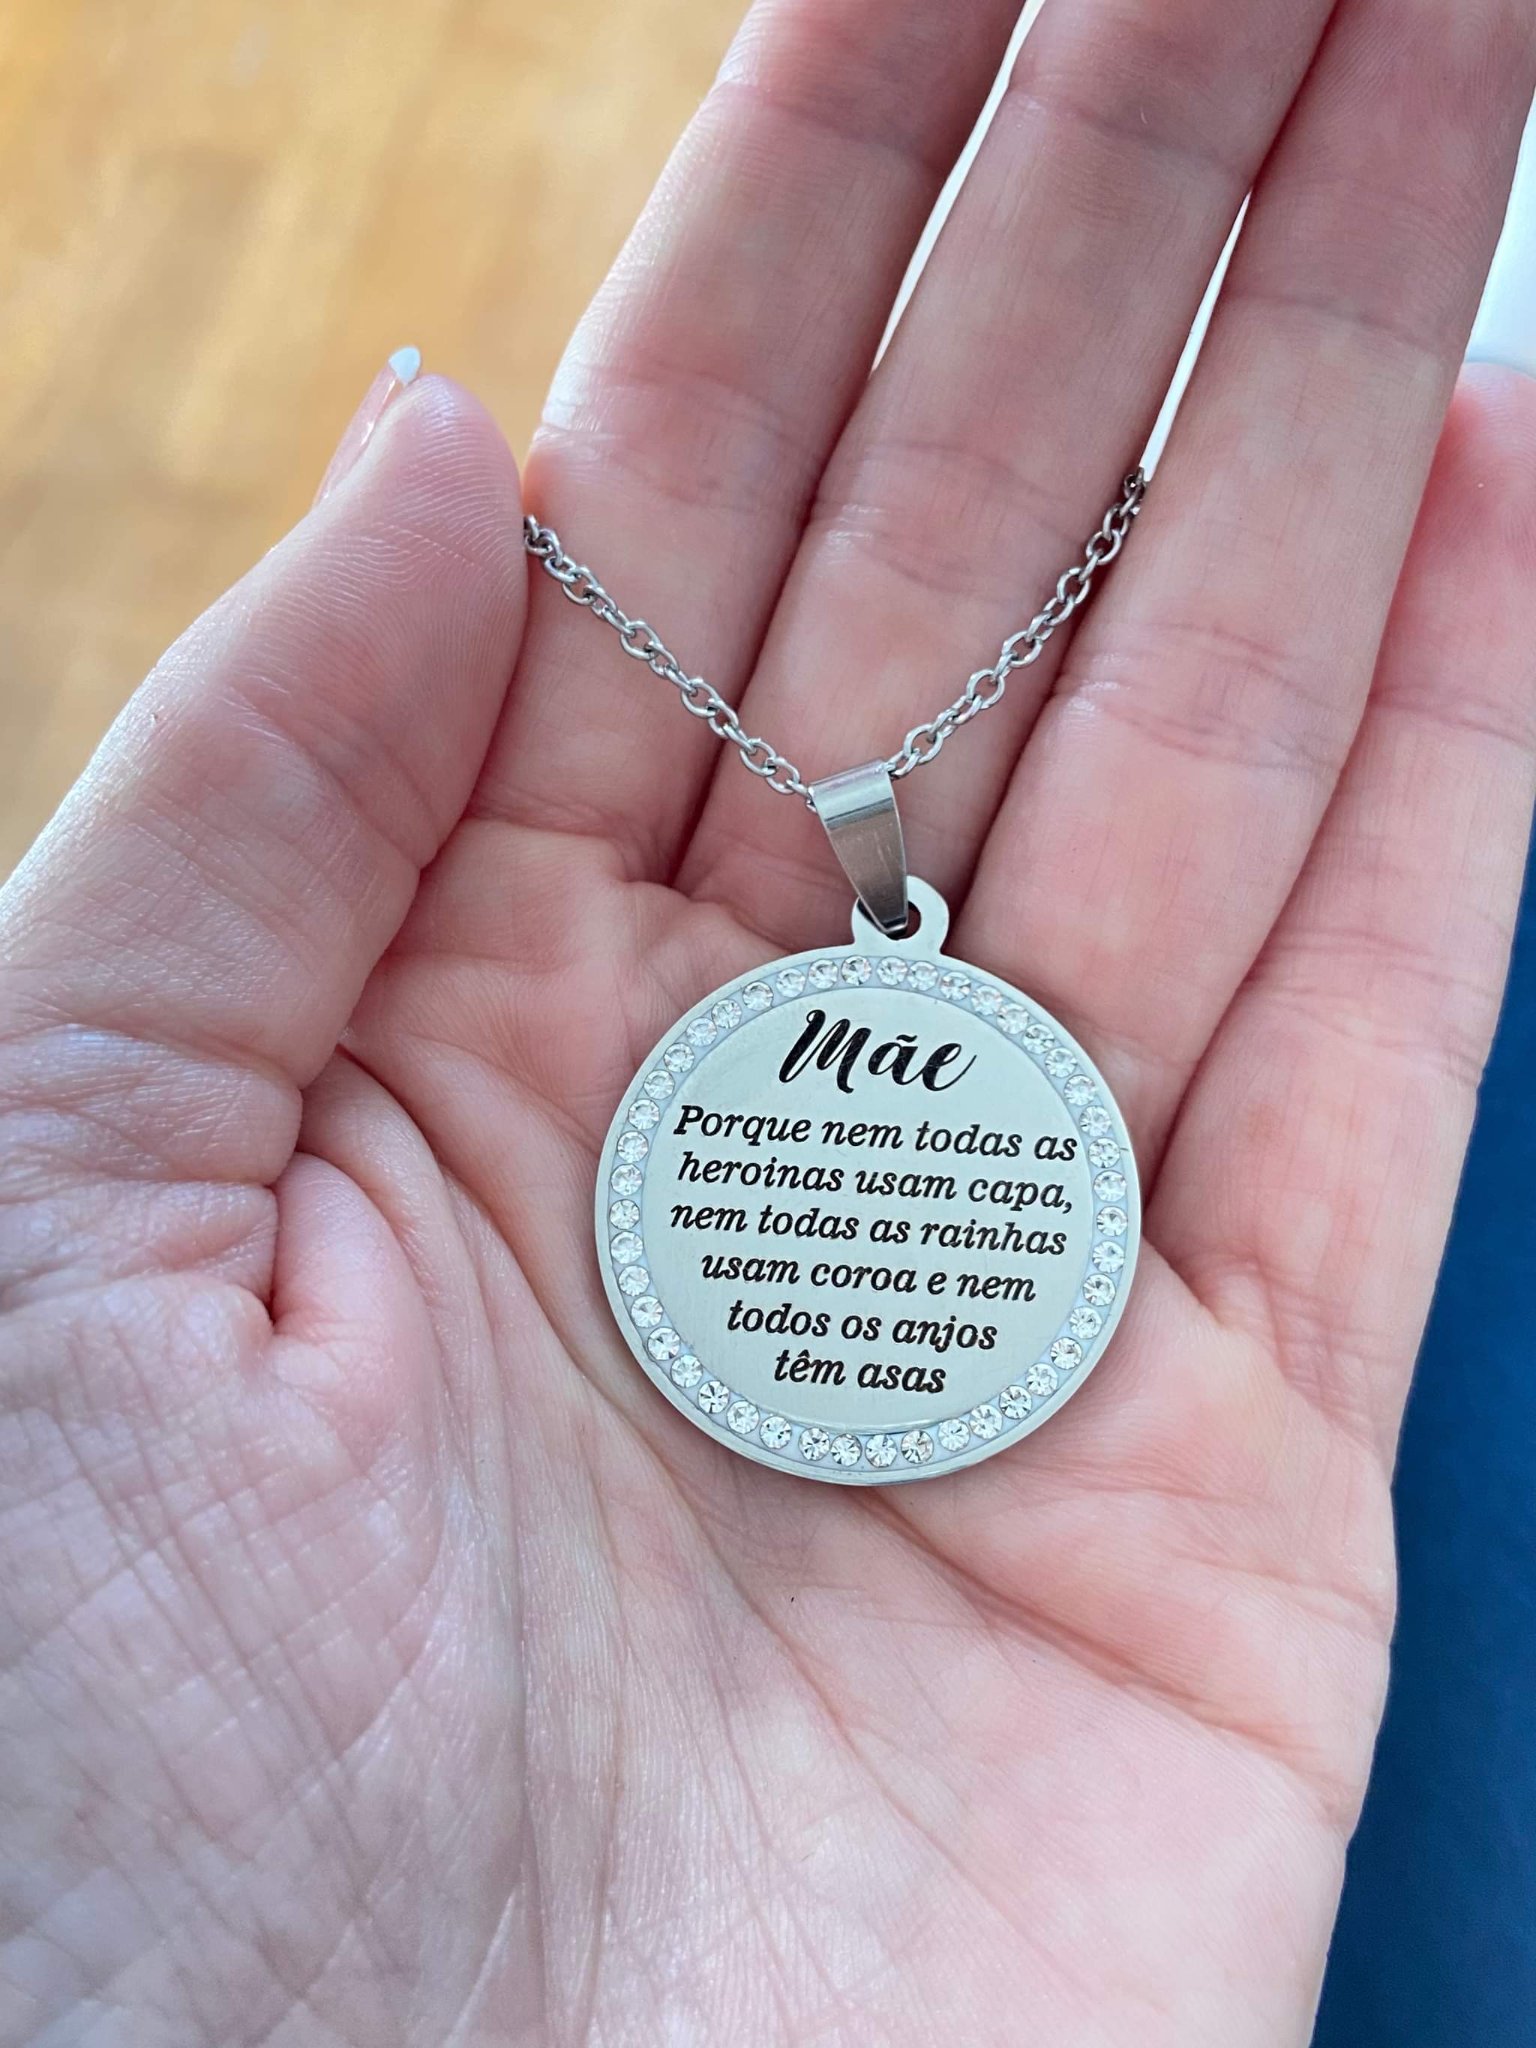 Mãe
Porque nem todas as
heroinas usam capa,
nem todas as rainhas
usam coroa e nem
todos os anjos
têm asas